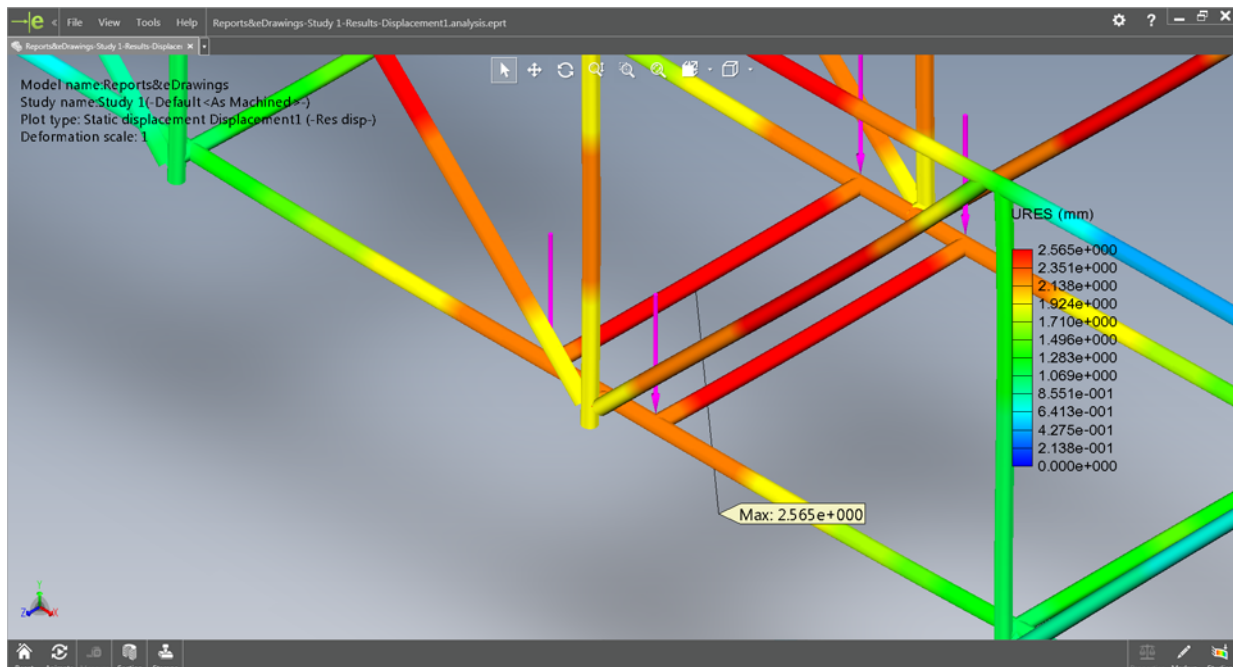 e « File View Tools Help Reports&eDrawings-Study 1-Results-Displacement1.analysis.eprt
Reports&eDrawings-Study 1-Results-Displace
Model name:Reports&eDrawings
Study name:Study 1(-Default<As Machined>-)
Plot type: Static displacement Displacement1 (-Res disp-)
Deformation scale: 1
URES (mm)
2.565e+000
2.351e+000
2.138e+000
1.924e+000
1.710e+000
1.496e+000
1.283e+000
1.069e+000
8.551e-001
6.413e-001
4.275e-001
2.138e-001
0.000e+000
Max: 2.565e+000
Y
Z X